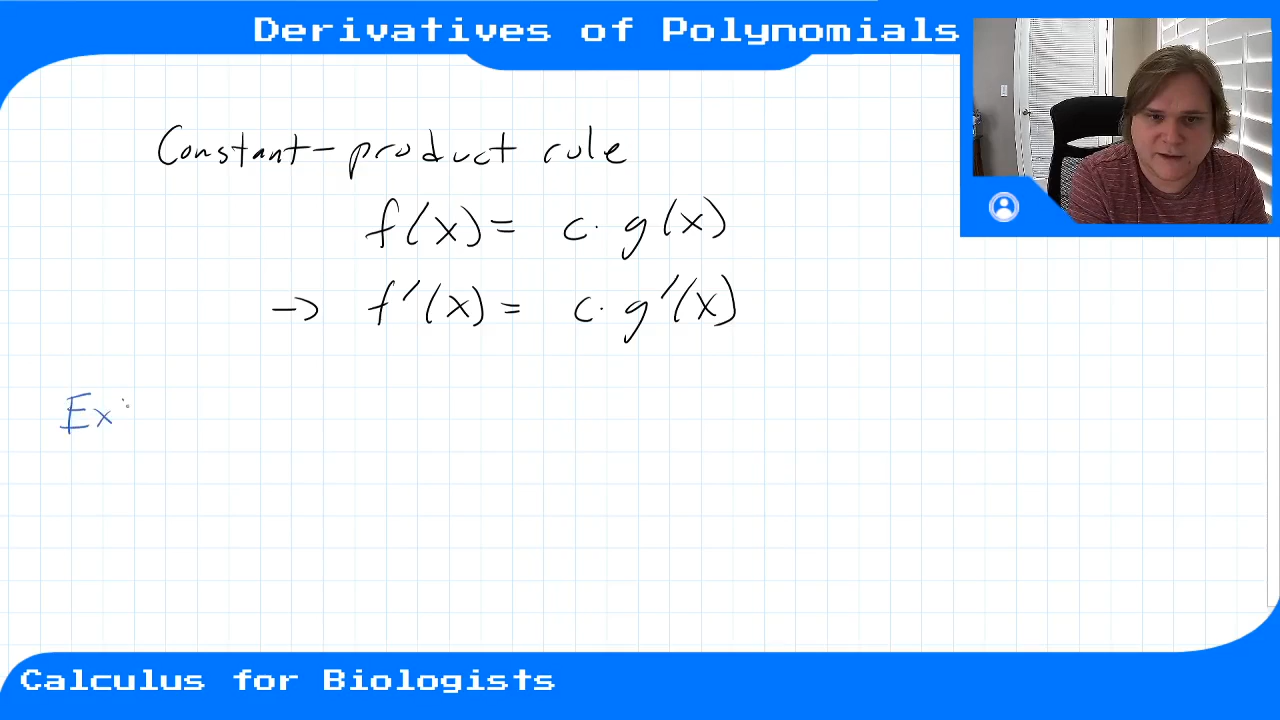 Derivatives of Polynomials
Constant-product rule
f(x) = c · g(x)
→ f′(x) = c · g′(x)
Ex:
Calculus for Biologists